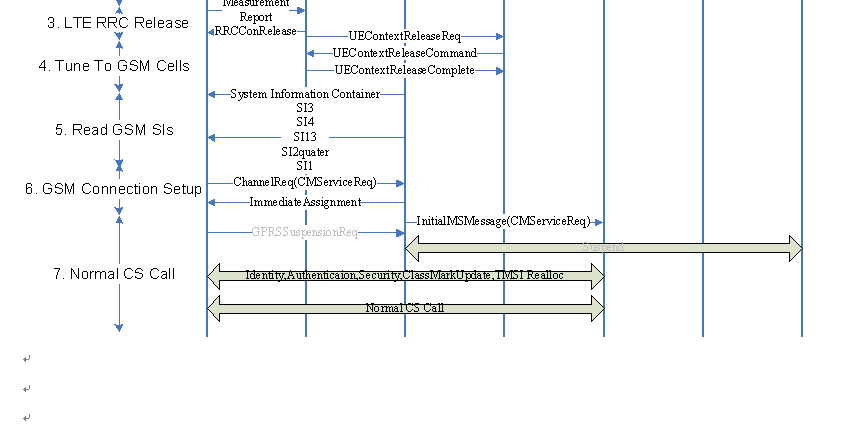 Measurement
Report
3. LTE RRC Release
RRCConRelease
UEContextReleaseReq
UEContextReleaseCommand
4. Tune To GSM Cells
UEContextReleaseComplete
System Information Container
SI3
SI4
5. Read GSM SIs
SI13
SI2quater
SI1
6. GSM Connection Setup
ChannelReq(CMServiceReq)
ImmediateAssignment
InitialMSMessage(CMServiceReq)
GPRSSuspensionReq
Suspend
7. Normal CS Call
Identity,Authenticaion,Security,ClassMarkUpdate,TMSI Realloc
Normal CS Call